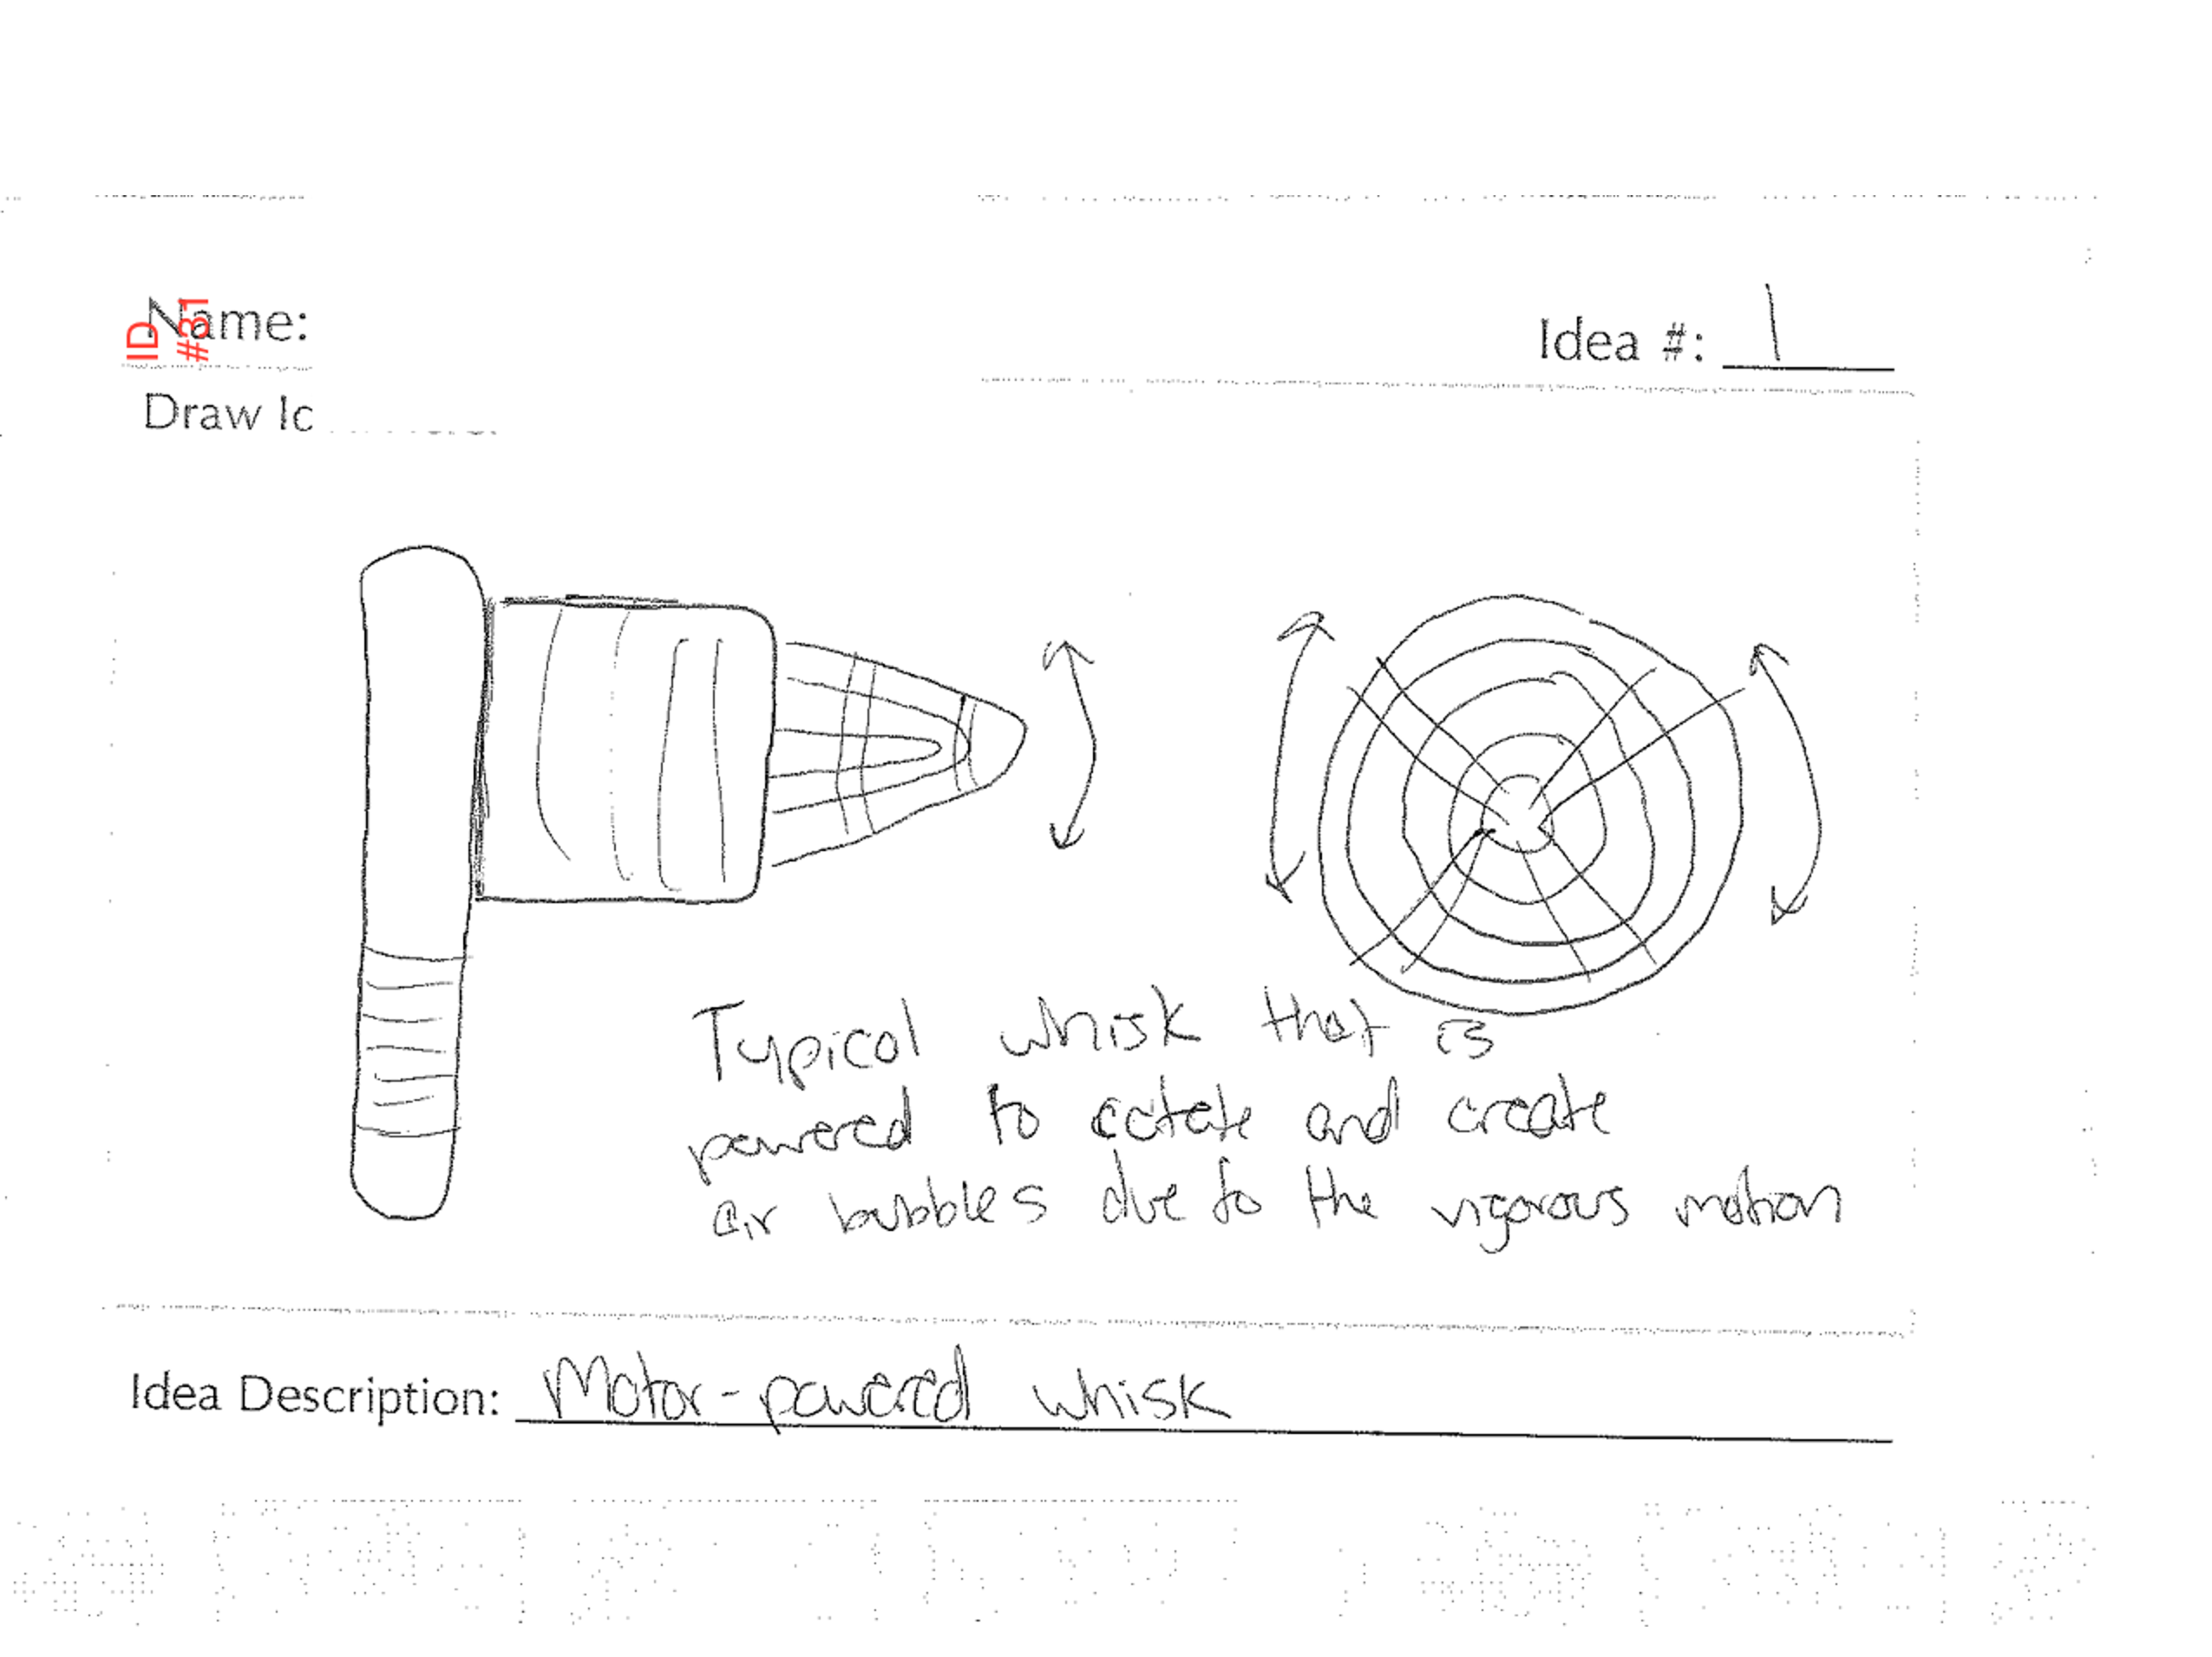 Name:
ID
#31
Idea #: 1
Draw Ic
Typical whisk that is
powered to rotate and create
air bubbles due to the vigorous motion
Idea Description: Motor-powered whisk